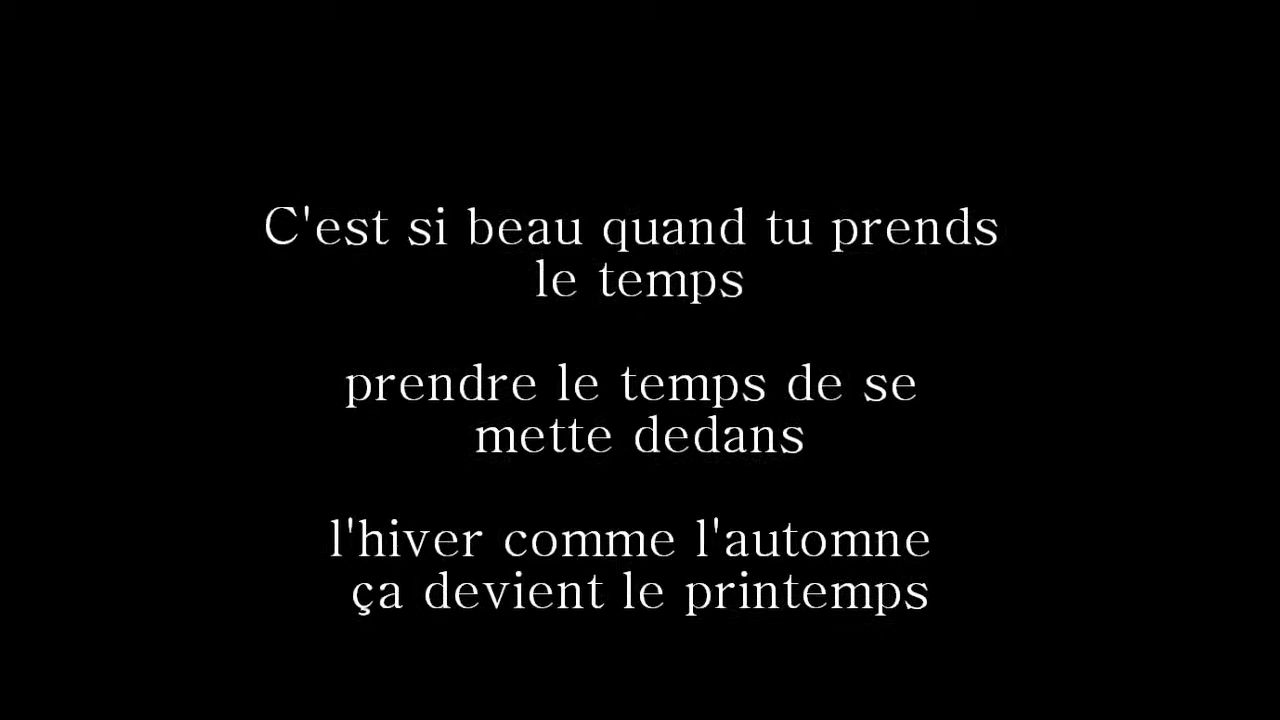 C'est si beau quand tu prends
le temps
prendre le temps de se
mette dedans
l'hiver comme l'automne
ça devient le printemps